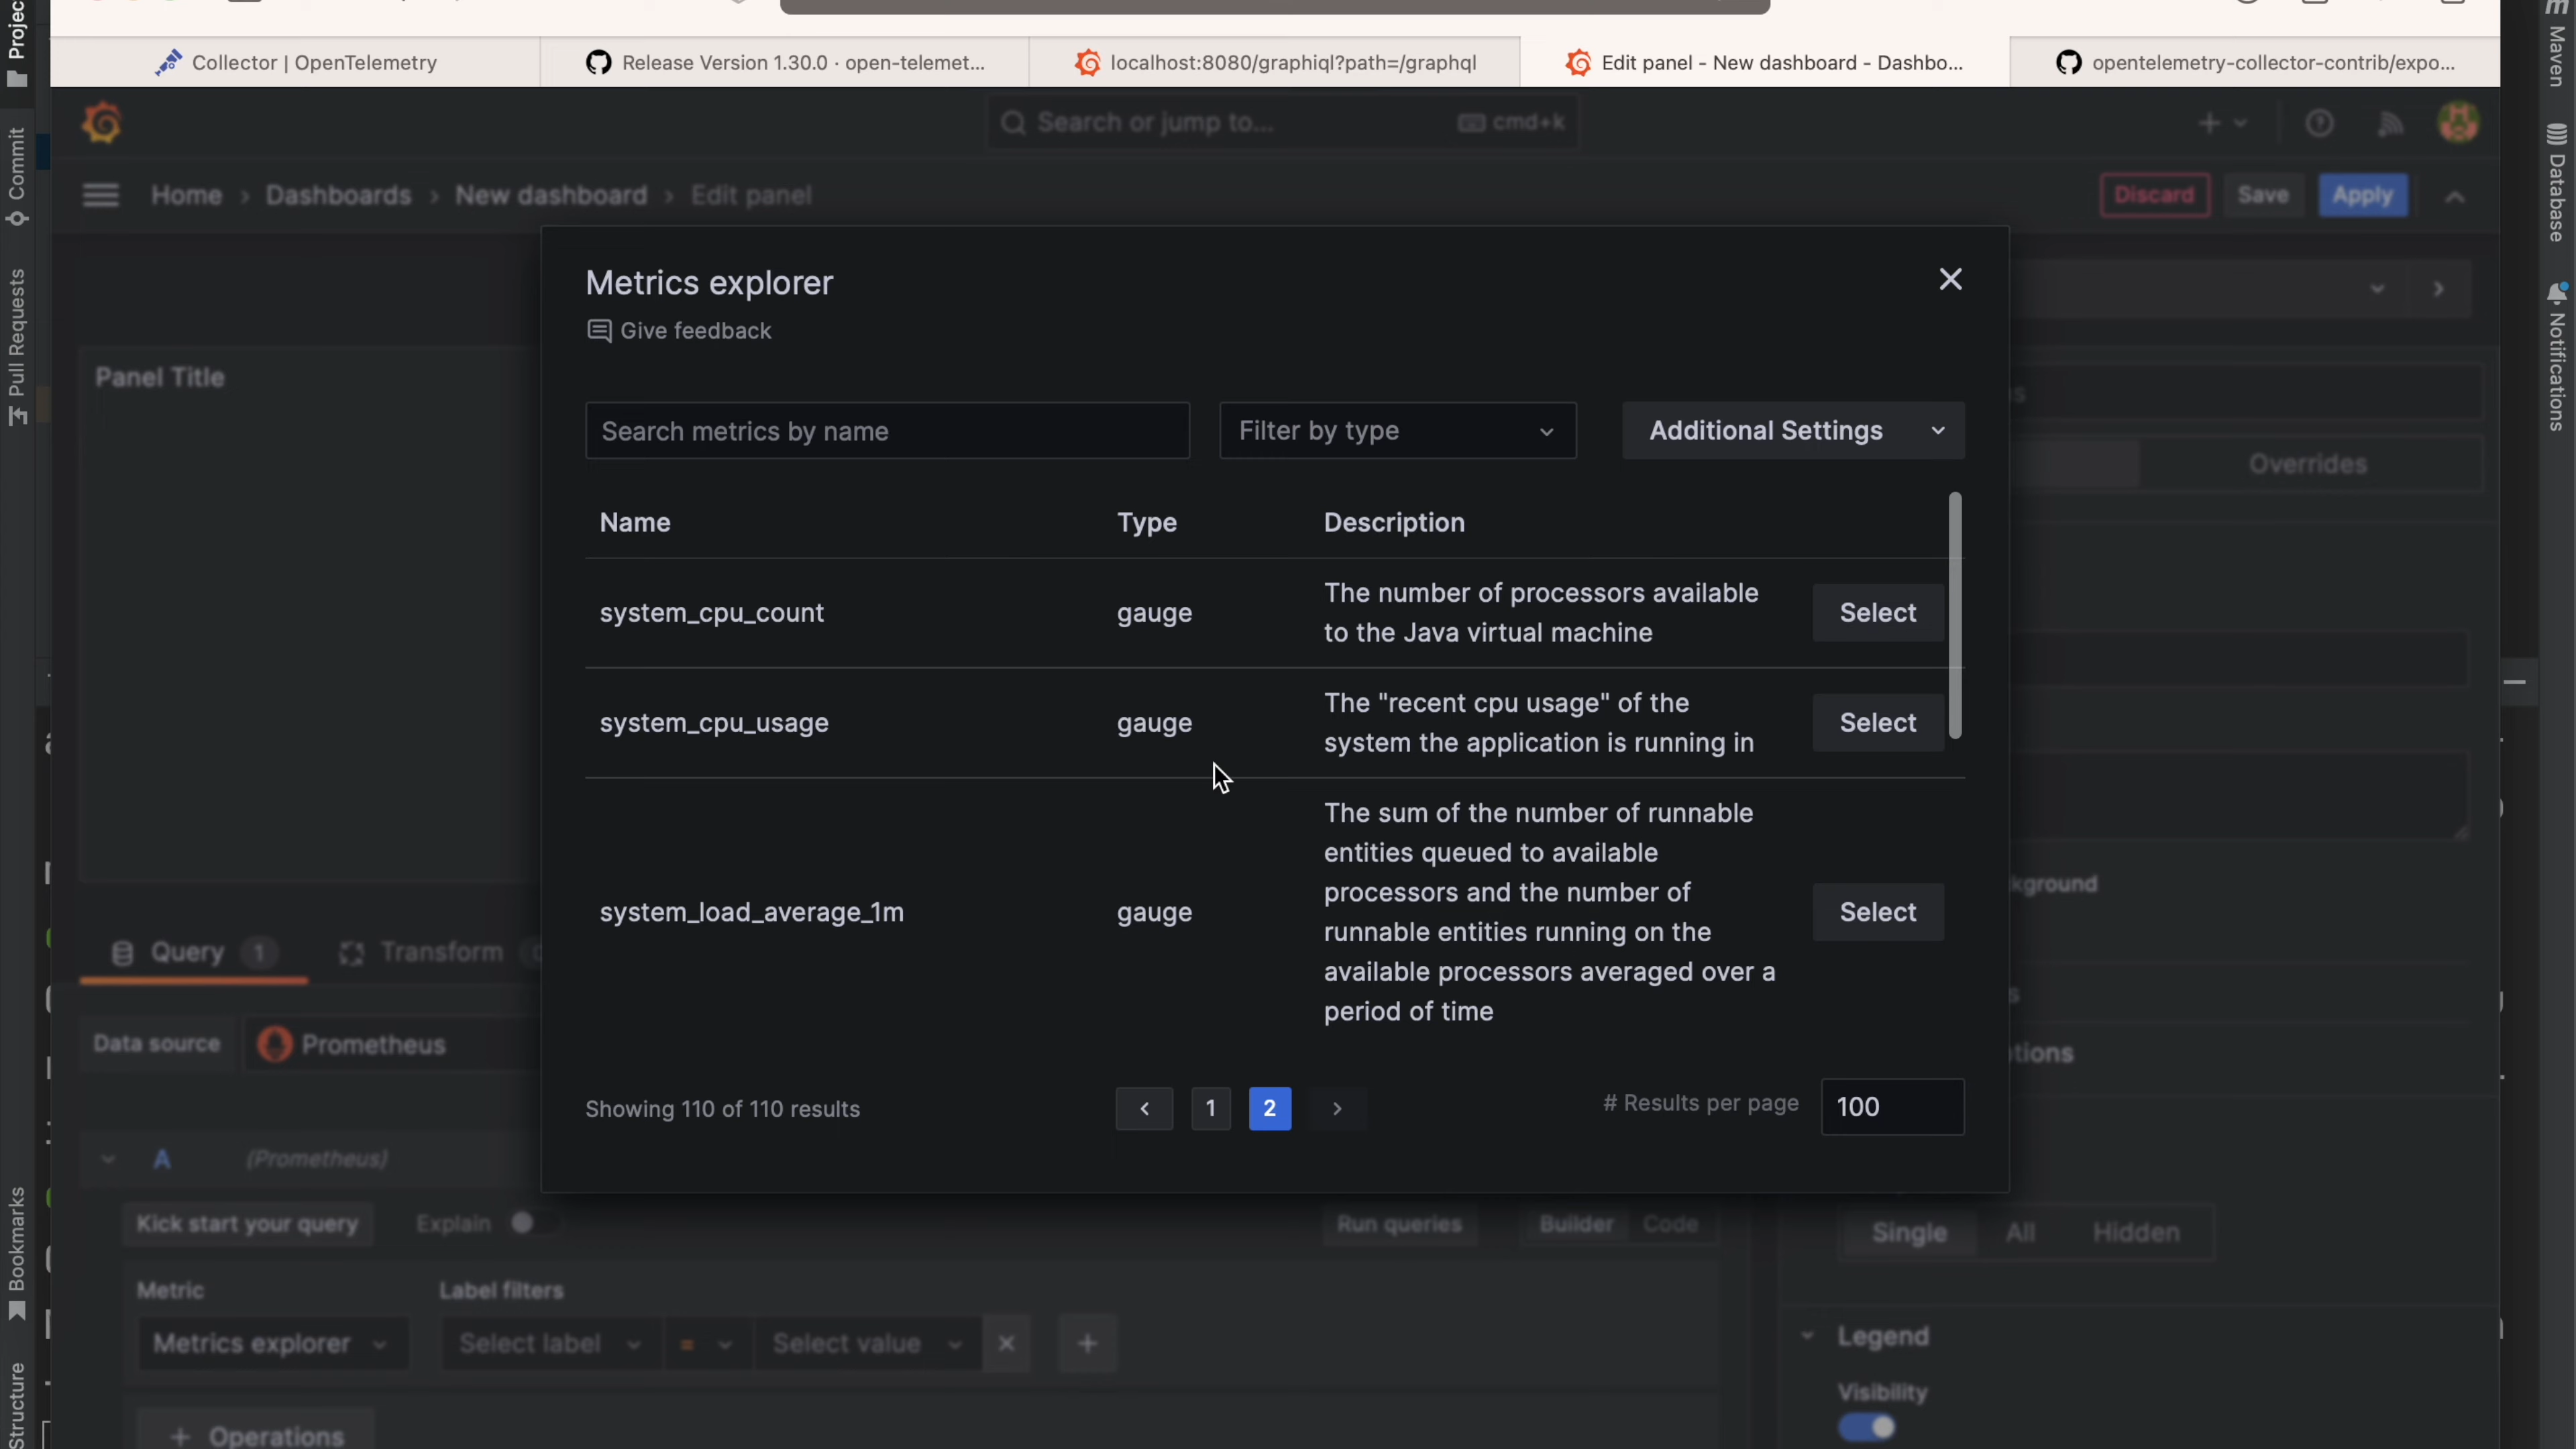 Collector | OpenTelemetry
Release Version 1.30.0 · open-telemet...
localhost:8080/graphiql?path=/graphql
Edit panel - New dashboard - Dashbo...
opentelemetry-collector-contrib/expo...
Projec
Commit
Pull Requests
Bookmarks
Structure
Maven
Database
Notifications
Search or jump to...
cmd+k
Home
Dashboards
New dashboard
Edit panel
Discard
Save
Apply
Metrics explorer
Give feedback
Panel Title
Search metrics by name
Filter by type
Additional Settings
Overrides
Name
Type
Description
system_cpu_count
gauge
The number of processors available
to the Java virtual machine
Select
system_cpu_usage
gauge
The "recent cpu usage" of the
system the application is running in
Select
system_load_average_1m
gauge
The sum of the number of runnable
entities queued to available
processors and the number of
runnable entities running on the
available processors averaged over a
period of time
Select
kground
Query 1
Transform
Data source
Prometheus
tions
Showing 110 of 110 results
1
2
# Results per page
100
A
(Prometheus)
Kick start your query
Explain
Run queries
Builder
Code
Single
All
Hidden
Metric
Label filters
Metrics explorer
Select label
=
Select value
+
Legend
Visibility
+ Operations